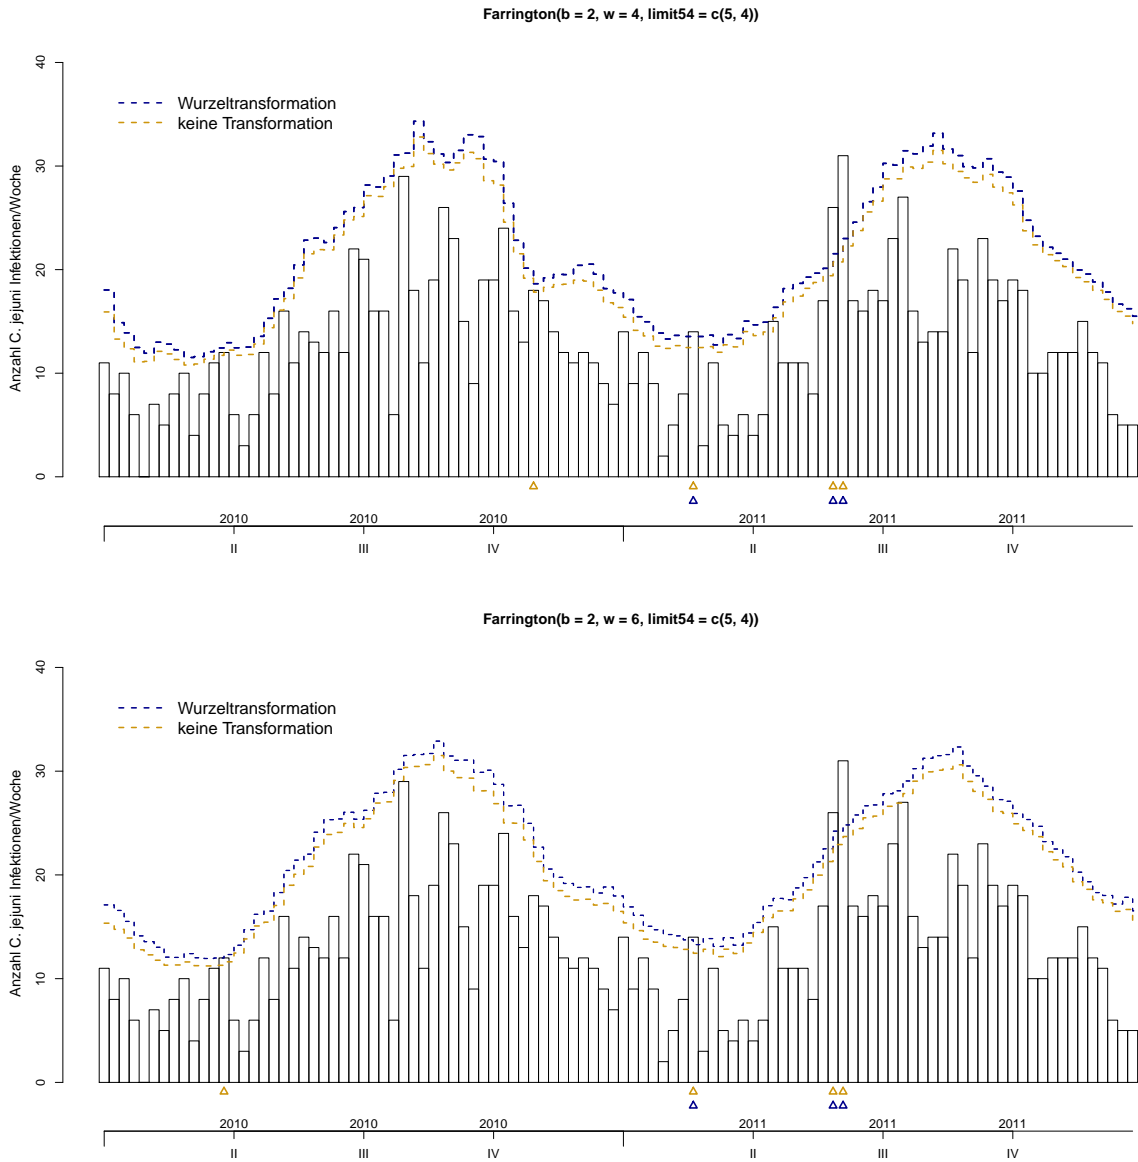 Farrington(b = 2, w = 4, limit54 = c(5, 4))
Anzahl C. jejuni Infektionen/Woche
40
30
20
10
0
Wurzeltransformation
keine Transformation
2010 2010 2010 2011 2011 2011
II III IV II III IV
Farrington(b = 2, w = 6, limit54 = c(5, 4))
Anzahl C. jejuni Infektionen/Woche
40
30
20
10
0
Wurzeltransformation
keine Transformation
2010 2010 2010 2011 2011 2011
II III IV II III IV